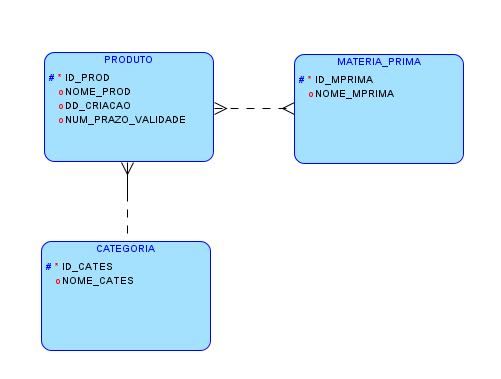 PRODUTO
# * ID_PROD
o NOME_PROD
o DD_CRIACAO
o NUM_PRAZO_VALIDADE
MATERIA_PRIMA
# * ID_MPRIMA
o NOME_MPRIMA
CATEGORIA
# * ID_CATES
o NOME_CATES